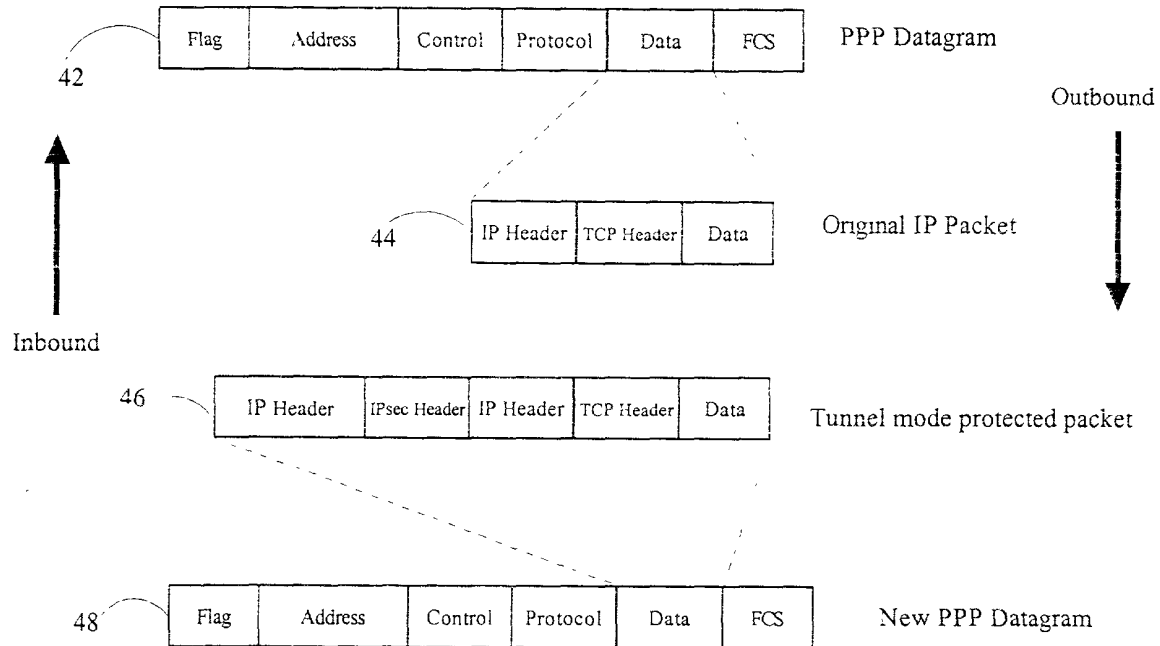 Flag Address Control Protocol Data FCS PPP Datagram
42
Outbound
44 IP Header TCP Header Data Original IP Packet
Inbound
46 IP Header IPsec Header IP Header TCP Header Data Tunnel mode protected packet
48 Flag Address Control Protocol Data FCS New PPP Datagram